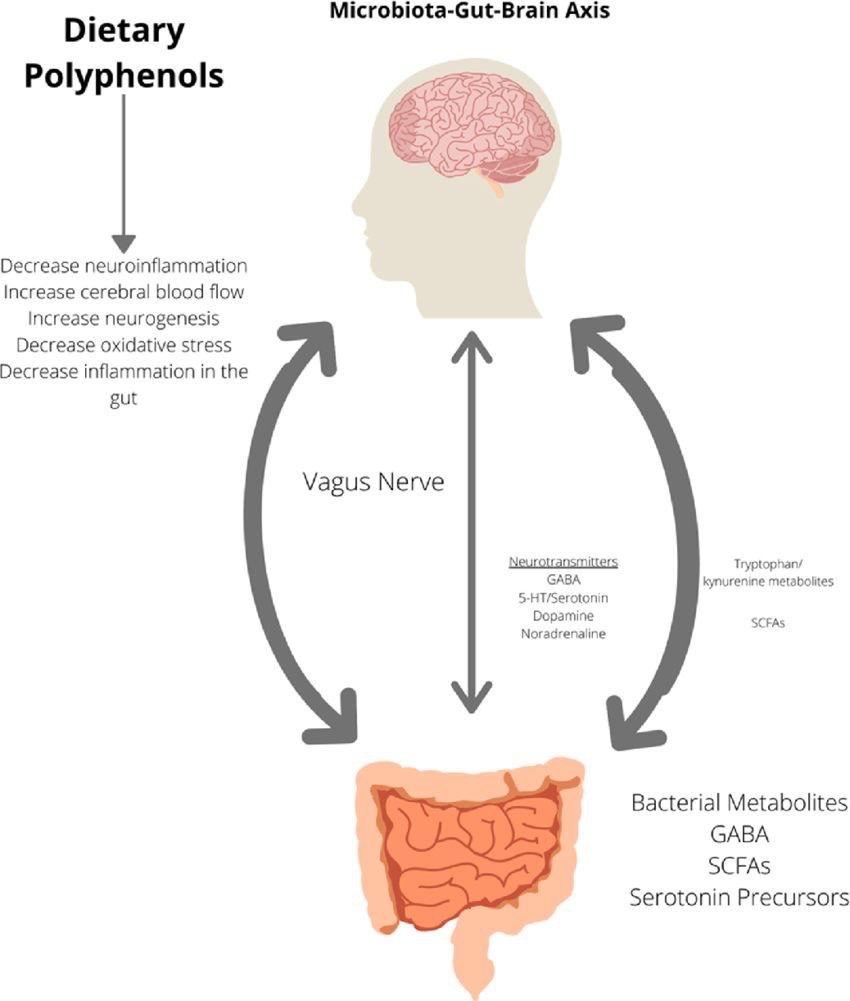 Microbiota-Gut-Brain Axis
Dietary
Polyphenols
Decrease neuroinflammation
Increase cerebral blood flow
Increase neurogenesis
Decrease oxidative stress
Decrease inflammation in the
gut
Vagus Nerve
Neurotransmitters
GABA
5-HT/Serotonin
Dopamine
Noradrenaline
Tryptophan/
kynurenine metabolites
SCFAs
Bacterial Metabolites
GABA
SCFAs
Serotonin Precursors